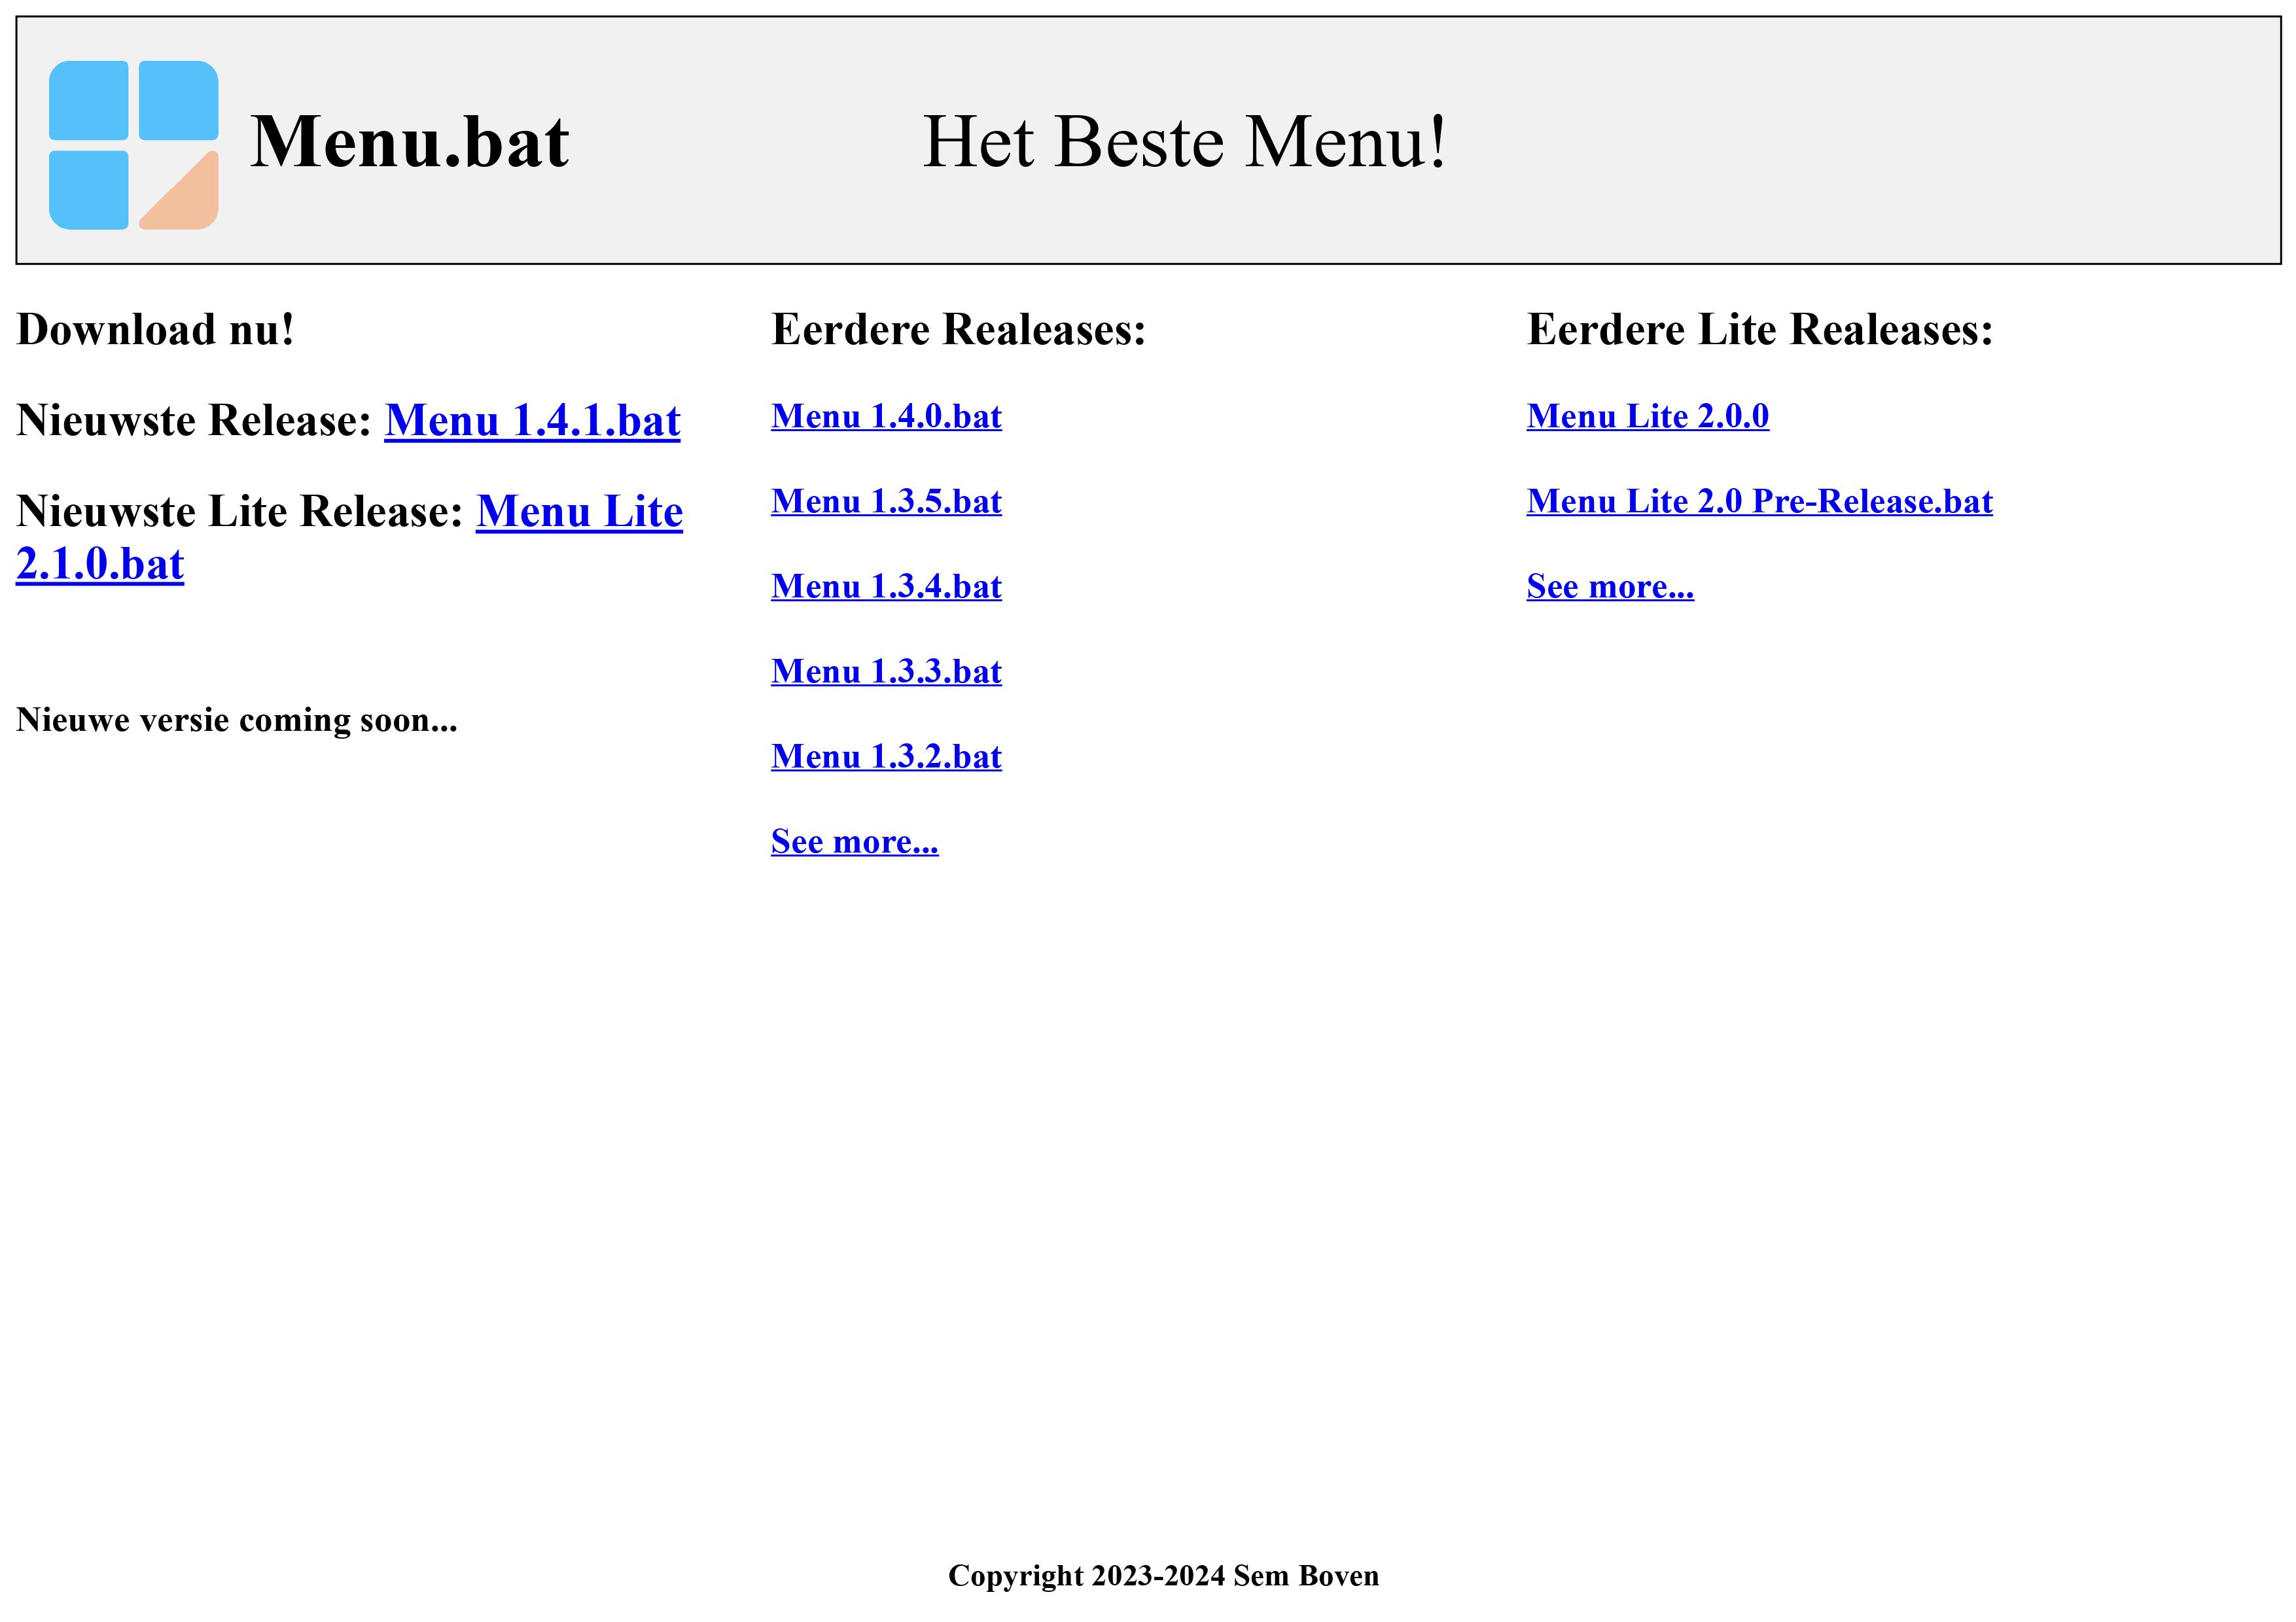 Menu.bat
Het Beste Menu!
Download nu!
Nieuwste Release: Menu 1.4.1.bat
Nieuwste Lite Release: Menu Lite
2.1.0.bat
Nieuwe versie coming soon...
Eerdere Realeases:
Menu 1.4.0.bat
Menu 1.3.5.bat
Menu 1.3.4.bat
Menu 1.3.3.bat
Menu 1.3.2.bat
See more...
Eerdere Lite Realeases:
Menu Lite 2.0.0
Menu Lite 2.0 Pre-Release.bat
See more...
Copyright 2023-2024 Sem Boven